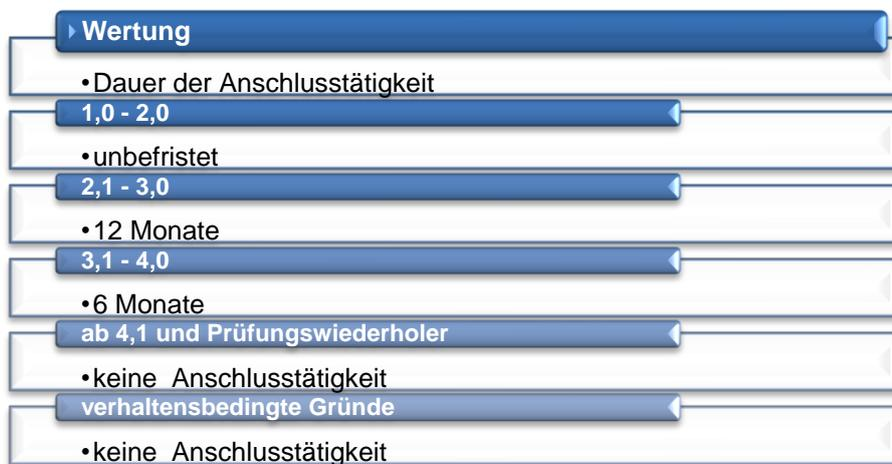 Wertung
•Dauer der Anschlusstätigkeit
1,0 - 2,0
•unbefristet
2,1 - 3,0
•12 Monate
3,1 - 4,0
•6 Monate
ab 4,1 und Prüfungswiederholer
•keine  Anschlusstätigkeit
verhaltensbedingte Gründe
•keine  Anschlusstätigkeit